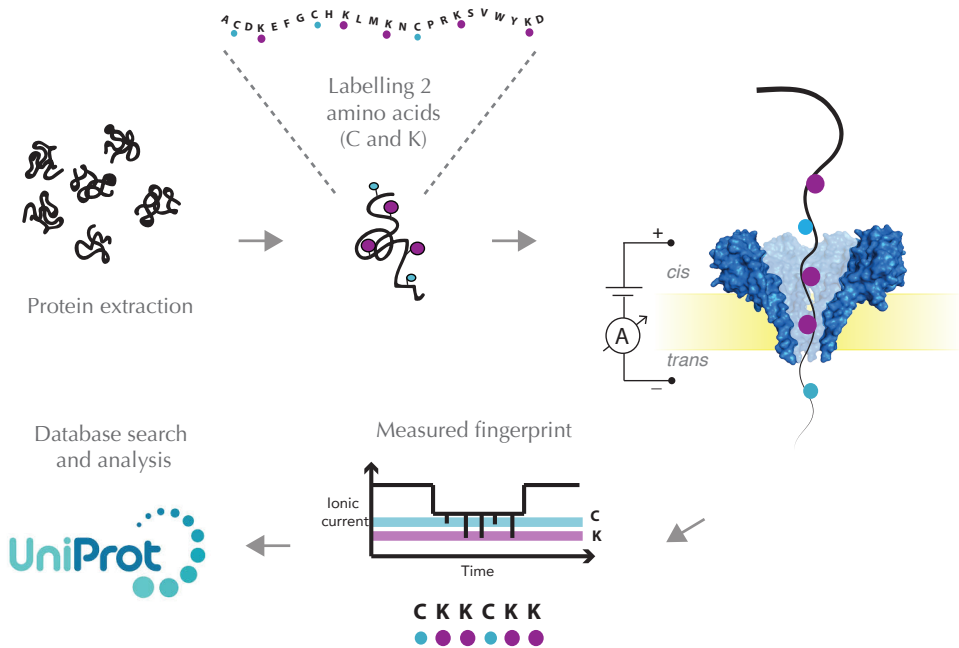 A C D K E F G C H K L M K N C P R K S V W Y K D
Labelling 2
amino acids
(C and K)
Protein extraction
+
cis
A
trans
–
Database search
and analysis
UniProt
Measured fingerprint
Ionic
current
C
K
Time
C K K C K K